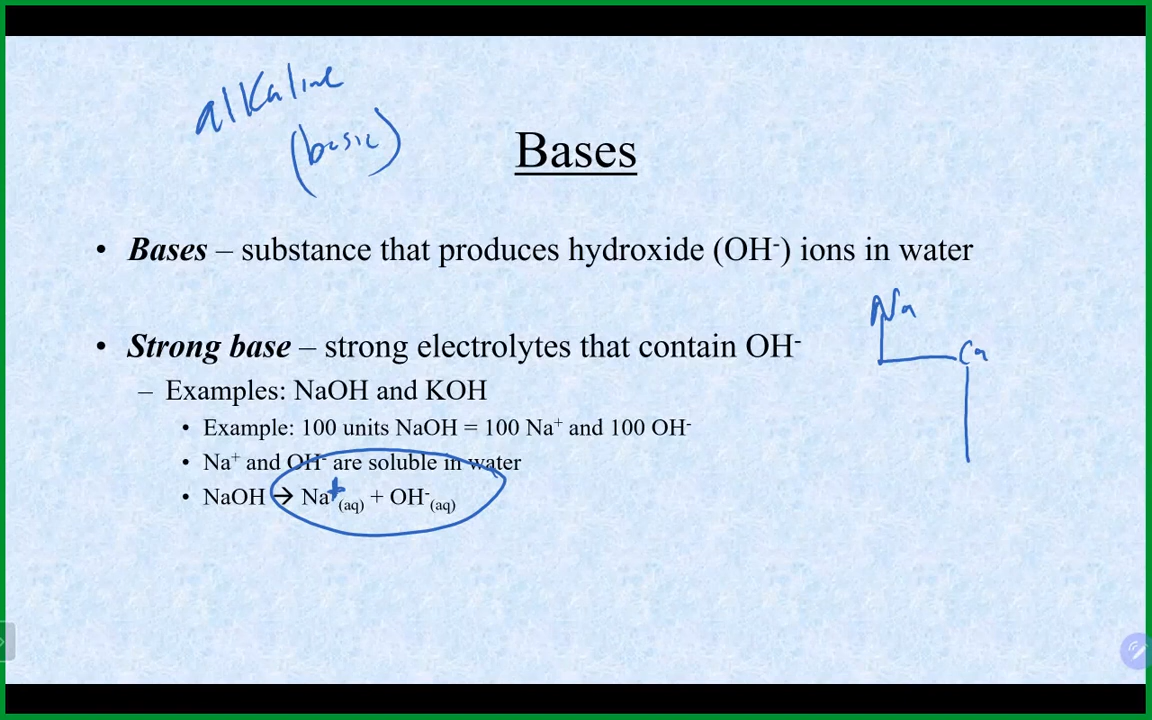 alkaline
(basic)
Bases
• Bases – substance that produces hydroxide (OH-) ions in water
Na
• Strong base – strong electrolytes that contain OH-
Ca
– Examples: NaOH and KOH
• Example: 100 units NaOH = 100 Na+ and 100 OH-
• Na+ and OH- are soluble in water
• NaOH → Na+(aq) + OH-(aq)